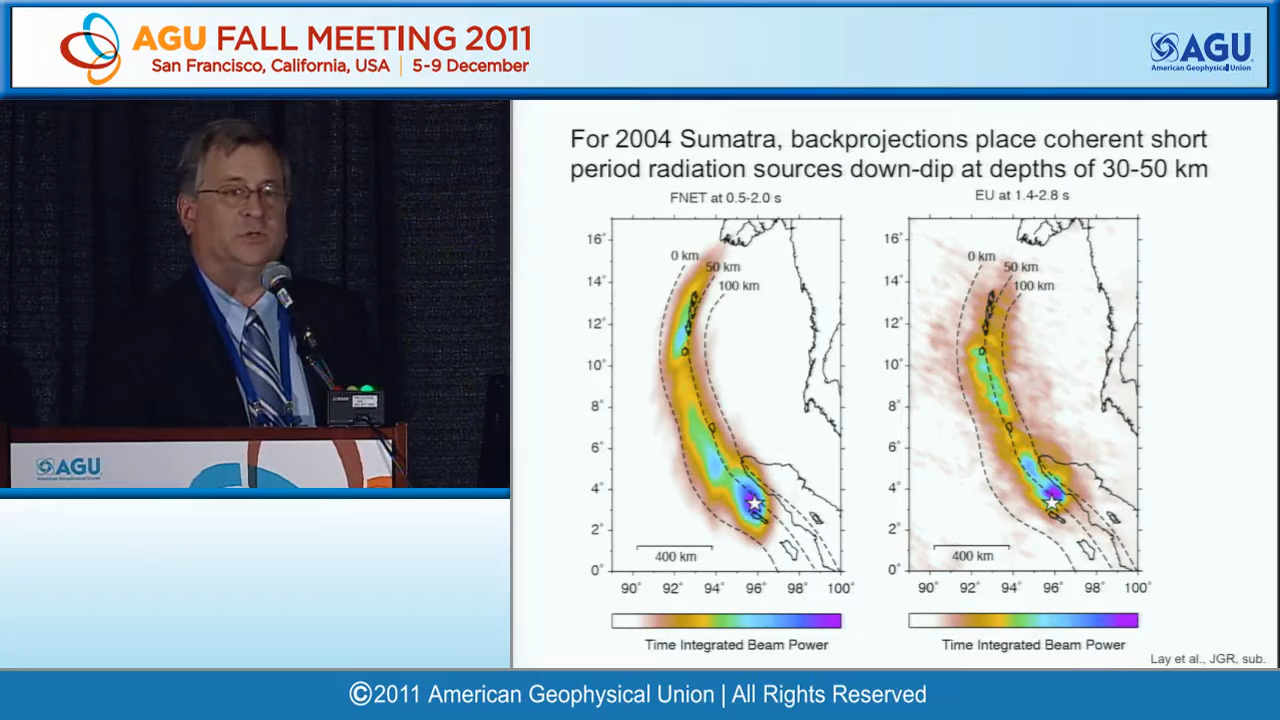 AGU FALL MEETING 2011
San Francisco, California, USA | 5-9 December
AGU
American Geophysical Union
For 2004 Sumatra, backprojections place coherent short
period radiation sources down-dip at depths of 30-50 km
FNET at 0.5-2.0 s
EU at 1.4-2.8 s
16°
14°
12°
10°
8°
6°
4°
2°
0°
0 km
50 km
100 km
400 km
90°
92°
94°
96°
98°
100°
16°
14°
12°
10°
8°
6°
4°
2°
0°
0 km
50 km
100 km
400 km
90°
92°
94°
96°
98°
100°
Time Integrated Beam Power
Time Integrated Beam Power
Lay et al., JGR, sub.
AGU
©2011 American Geophysical Union | All Rights Reserved